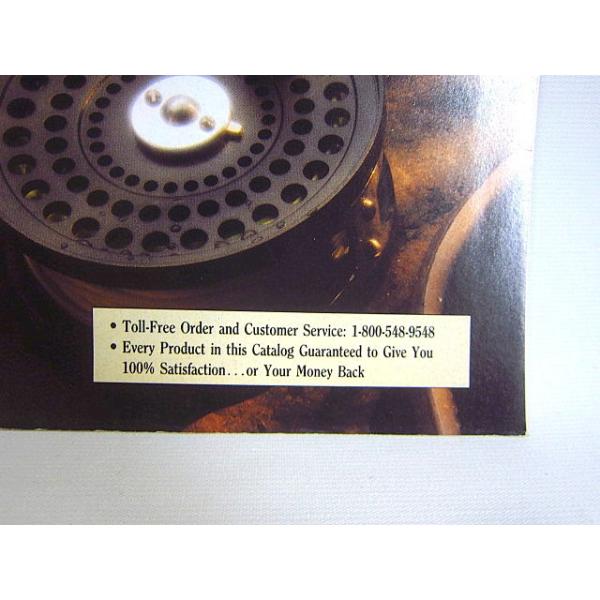 • Toll-Free Order and Customer Service: 1-800-548-9548
• Every Product in this Catalog Guaranteed to Give You
100% Satisfaction...or Your Money Back